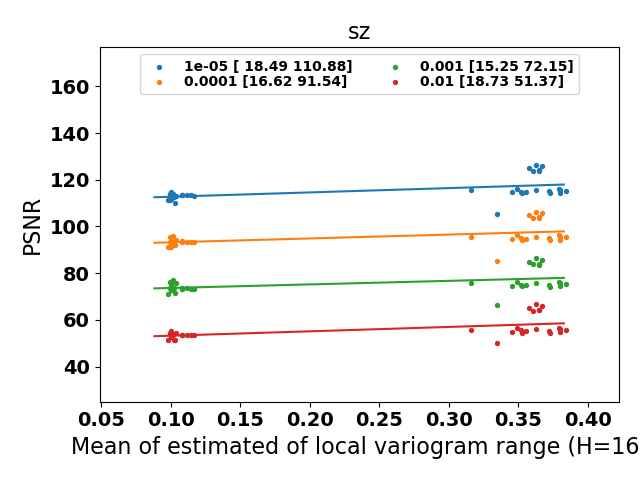 sz
1e-05 [ 18.49 110.88]
0.0001 [16.62 91.54]
0.001 [15.25 72.15]
0.01 [18.73 51.37]
PSNR
160
140
120
100
80
60
40
0.05 0.10 0.15 0.20 0.25 0.30 0.35 0.40
Mean of estimated of local variogram range (H=16